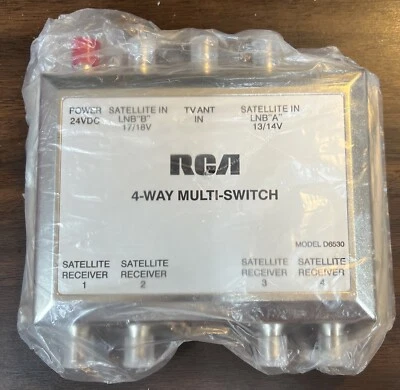 POWER SATELLITE IN TV ANT SATELLITE IN
24VDC LNB"B" IN LNB"A"
17/18V 13/14V
RCA
4-WAY MULTI-SWITCH
MODEL D6530
SATELLITE SATELLITE SATELLITE SATELLITE
RECEIVER RECEIVER RECEIVER RECEIVER
1 2 3 4